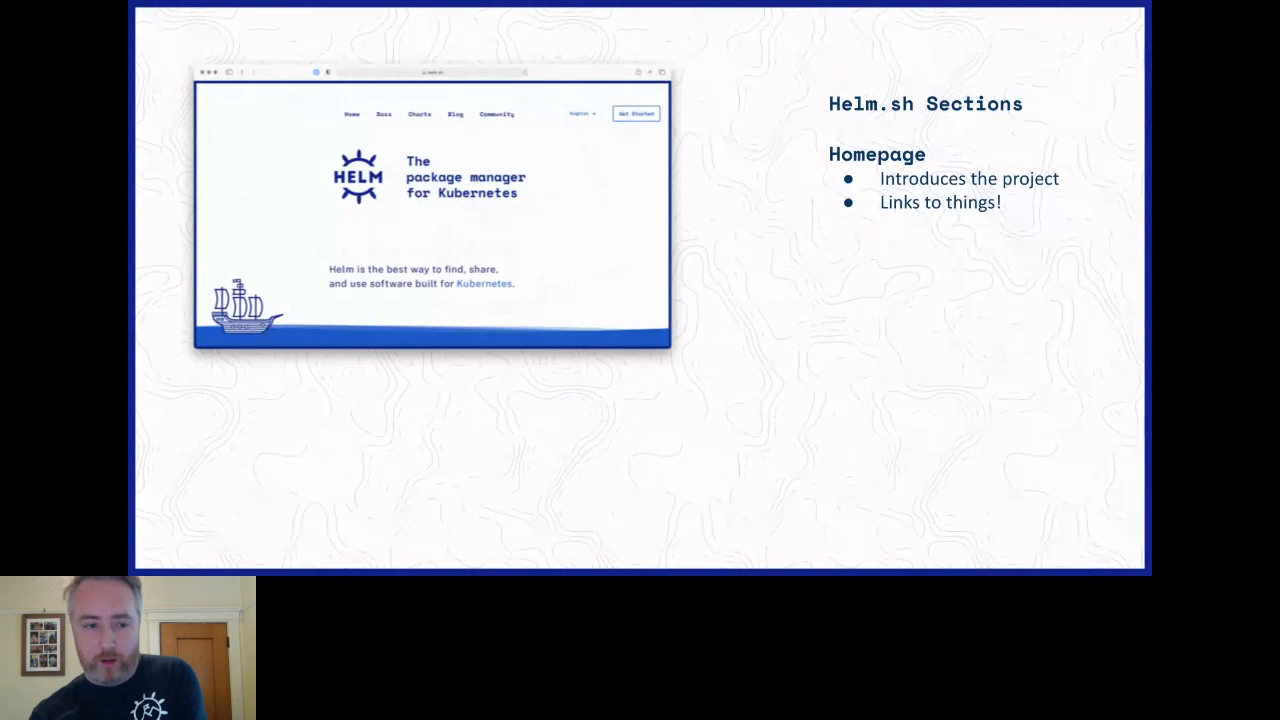 Home Docs Charts Blog Community English Get Started
HELM
The
package manager
for Kubernetes
Helm is the best way to find, share,
and use software built for Kubernetes.
Helm.sh Sections
Homepage
● Introduces the project
● Links to things!